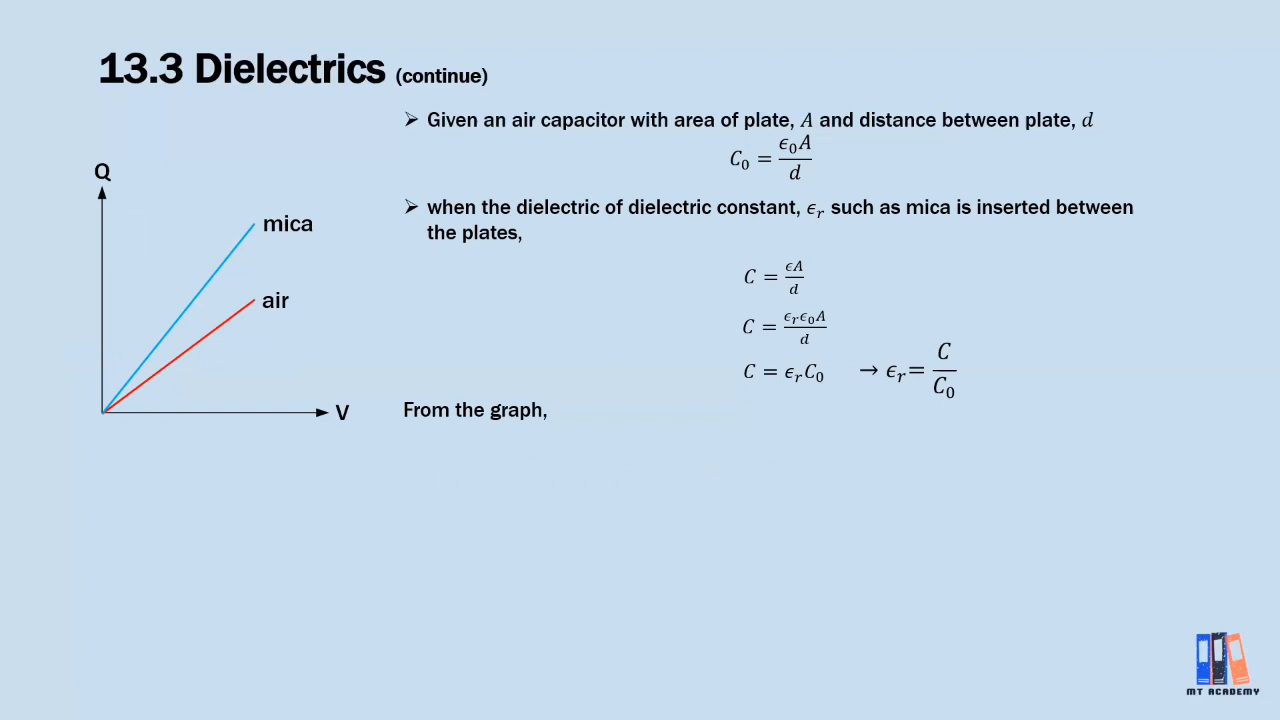 13.3 Dielectrics (continue)
➢ Given an air capacitor with area of plate, A and distance between plate, d
C₀ = ϵ₀A/d
Q
➢ when the dielectric of dielectric constant, ϵᵣ such as mica is inserted between
the plates,
mica
C = ϵA/d
air
C = ϵᵣϵ₀A/d
C = ϵᵣC₀ → ϵᵣ= C/C₀
V
From the graph,
MT ACADEMY